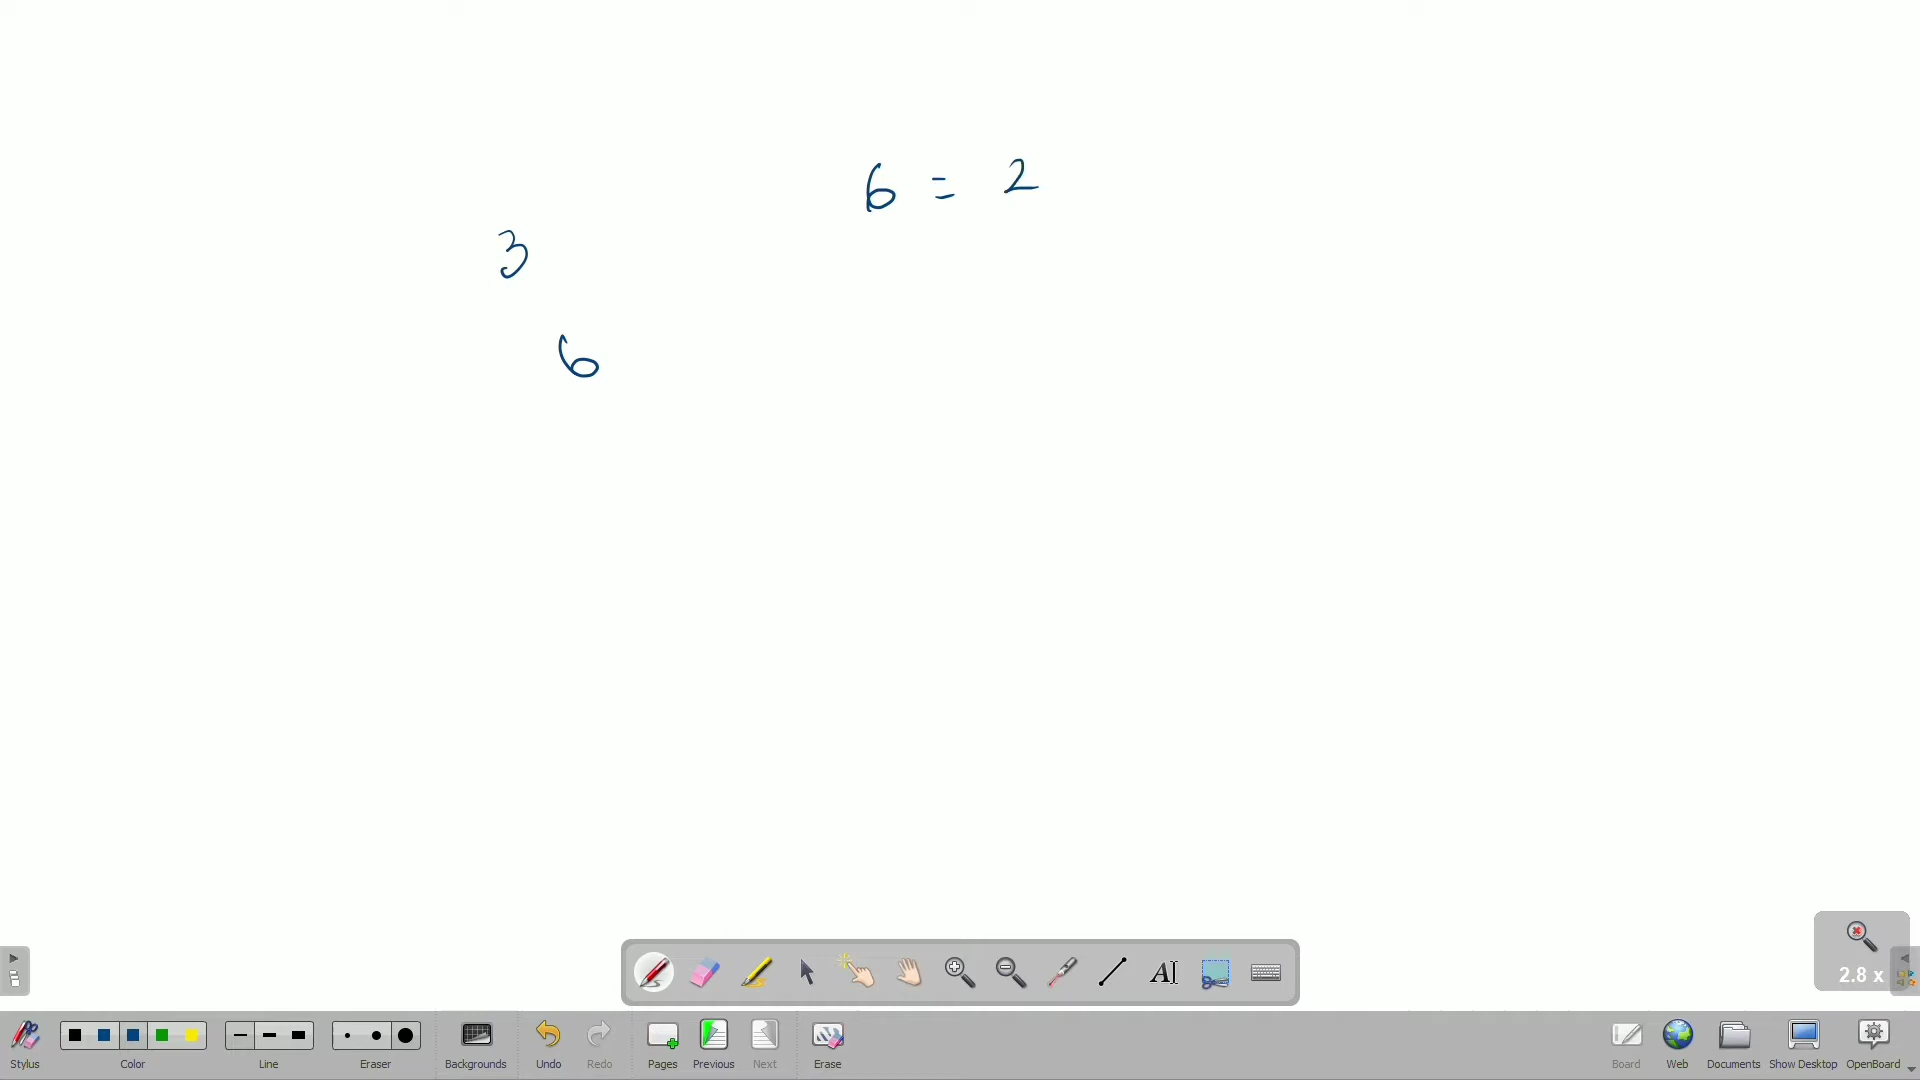 6 = 2
3
6
2.8 x
Stylus Color Line Eraser Backgrounds Undo Redo Pages Previous Next Erase Board Web Documents Show Desktop OpenBoard